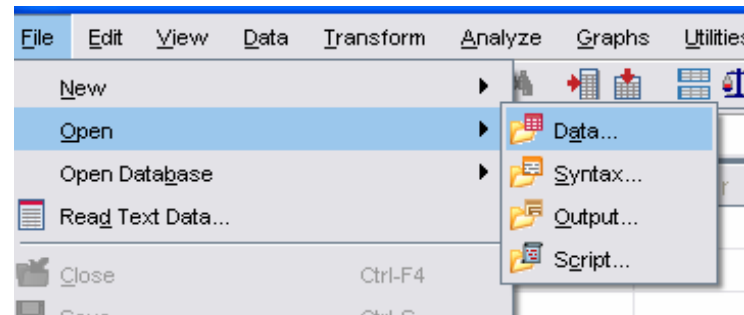 File Edit View Data Transform Analyze Graphs Utilities
New
Open
Open Database
Read Text Data...
Close Ctrl-F4
Data...
Syntax...
Output...
Script...